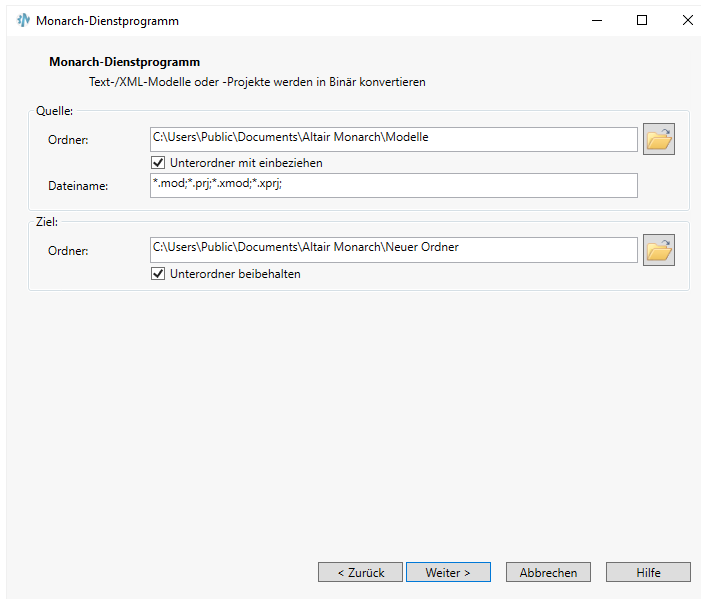 Monarch-Dienstprogramm
Monarch-Dienstprogramm
Text-/XML-Modelle oder -Projekte werden in Binär konvertieren
Quelle:
Ordner: C:\Users\Public\Documents\Altair Monarch\Modelle
Unterordner mit einbeziehen
Dateiname: *.mod;*.prj;*.xmod;*.xprj;
Ziel:
Ordner: C:\Users\Public\Documents\Altair Monarch\Neuer Ordner
Unterordner beibehalten
< Zurück Weiter > Abbrechen Hilfe